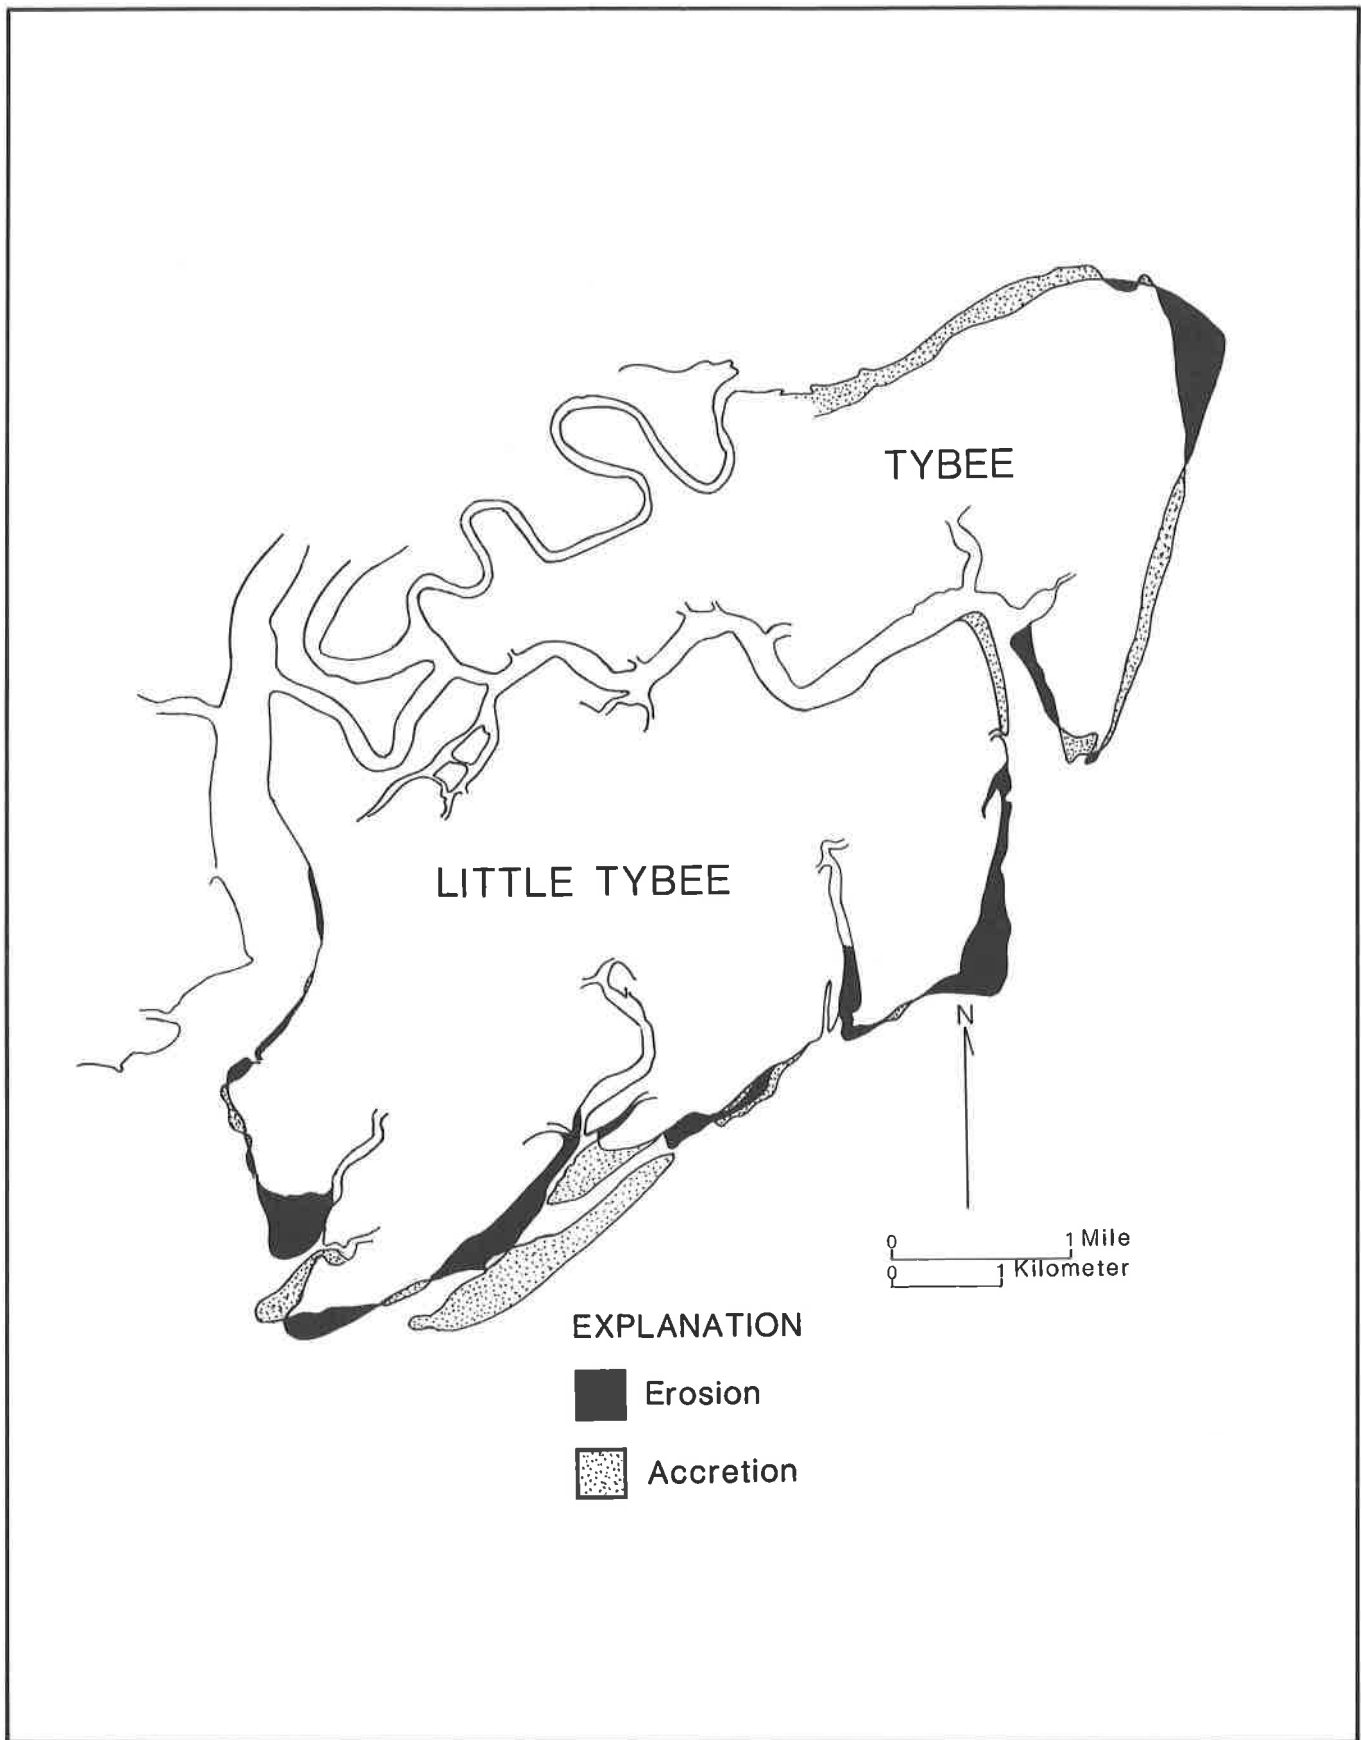 TYBEE
LITTLE TYBEE
N
0 1 Mile
0 1 Kilometer
EXPLANATION
Erosion
Accretion